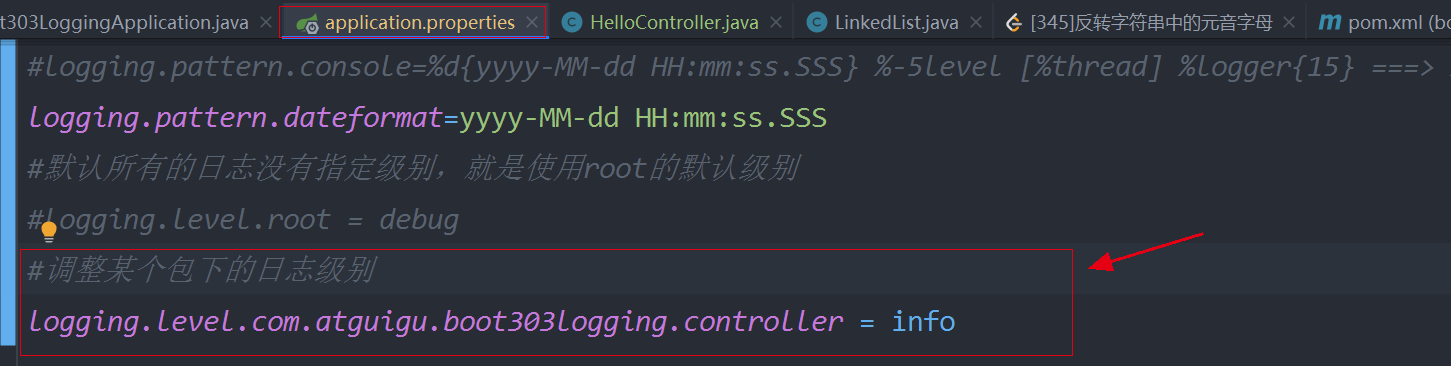 t303LoggingApplication.java application.properties HelloController.java LinkedList.java [345]反转字符串中的元音字母 pom.xml (bo
#logging.pattern.console=%d{yyyy-MM-dd HH:mm:ss.SSS} %-5level [%thread] %logger{15} ===>
logging.pattern.dateformat=yyyy-MM-dd HH:mm:ss.SSS
#默认所有的日志没有指定级别，就是使用root的默认级别
#logging.level.root = debug
#调整某个包下的日志级别
logging.level.com.atguigu.boot303logging.controller = info